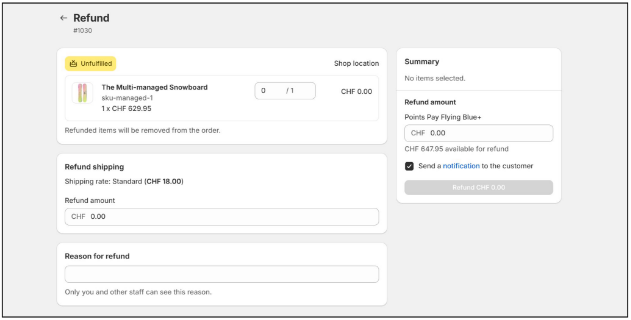 ← Refund
#1030
Unfulfilled
Shop location
The Multi-managed Snowboard
sku-managed-1
1 x CHF 629.95
0 / 1
CHF 0.00
Refunded items will be removed from the order.
Refund shipping
Shipping rate: Standard (CHF 18.00)
Refund amount
CHF 0.00
Reason for refund
Only you and other staff can see this reason.
Summary
No items selected.
Refund amount
Points Pay Flying Blue+
CHF 0.00
CHF 647.95 available for refund
Send a notification to the customer
Refund CHF 0.00